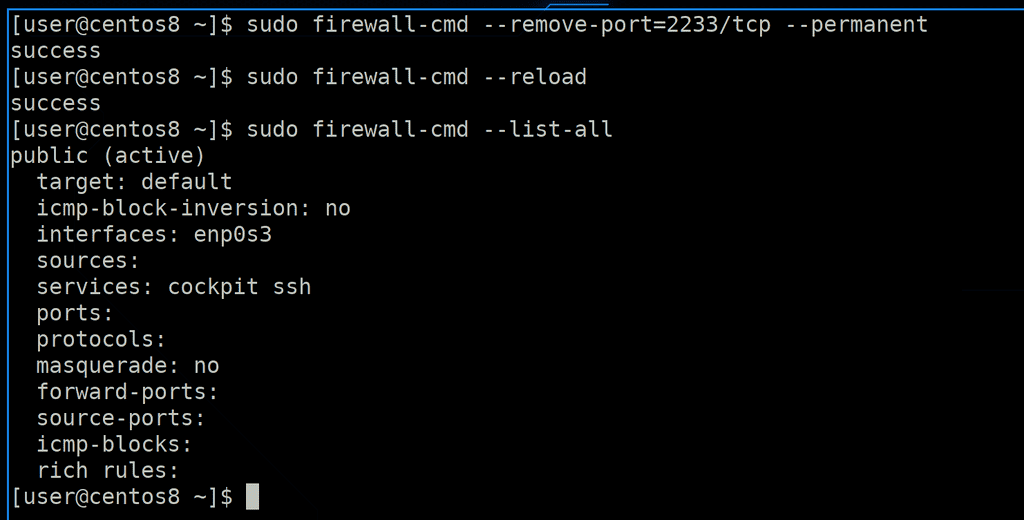 [user@centos8 ~]$ sudo firewall-cmd --remove-port=2233/tcp --permanent
success
[user@centos8 ~]$ sudo firewall-cmd --reload
success
[user@centos8 ~]$ sudo firewall-cmd --list-all
public (active)
  target: default
  icmp-block-inversion: no
  interfaces: enp0s3
  sources:
  services: cockpit ssh
  ports:
  protocols:
  masquerade: no
  forward-ports:
  source-ports:
  icmp-blocks:
  rich rules:
[user@centos8 ~]$